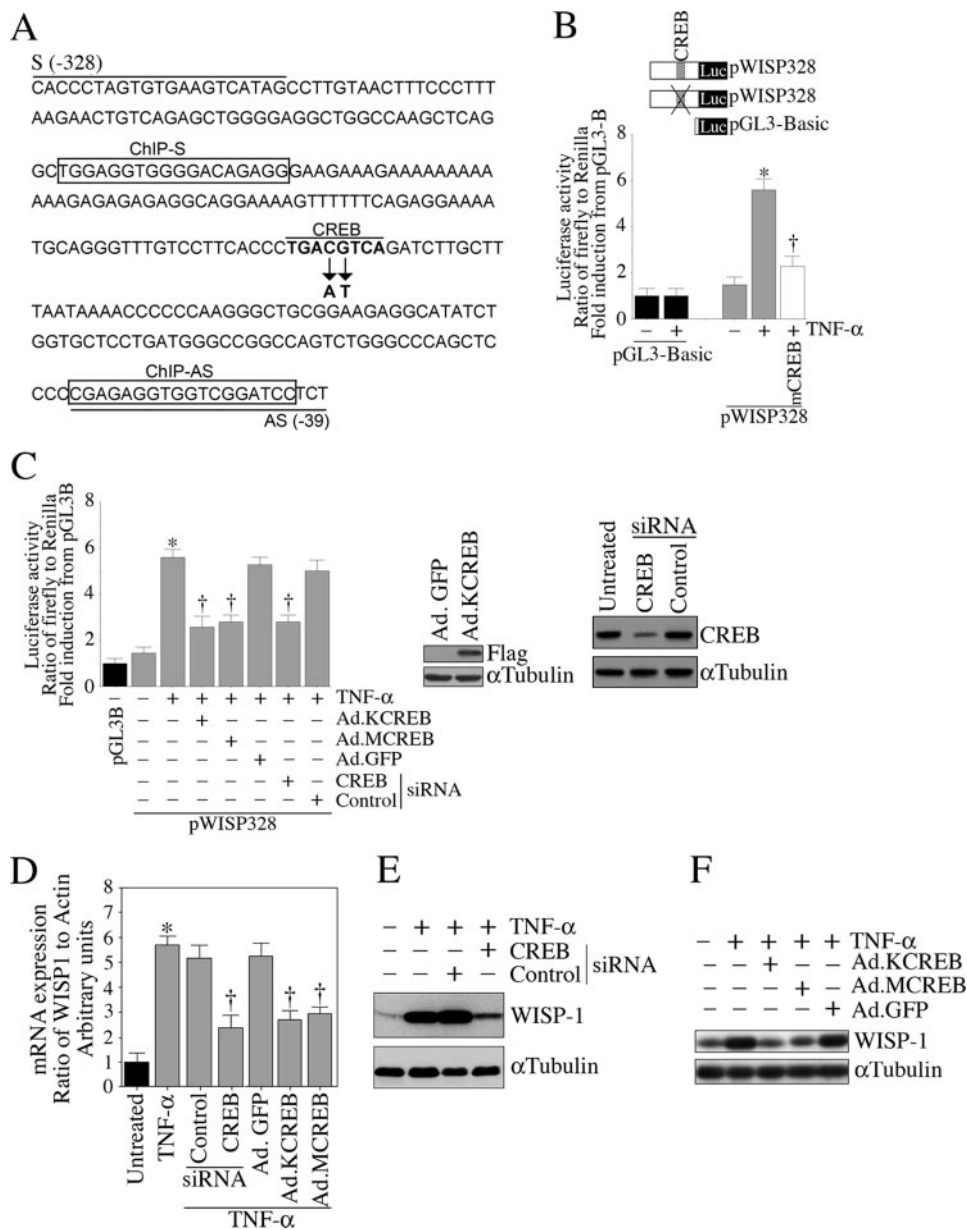 A
S (-328)
CACCCTAGTGTGAAGTCATAGCCTTGTAACTTTCCCTTT
AAGAACTGTCAGAGCTGGGGAGGCTGGCCAAGCTCAG
ChIP-S
GCTGGAGGTGGGGACAGAGGGAAGAAAGAAAAAAAAA
AAAGAGAGAGAGGCAGGAAAAGTTTTTTCAGAGGAAAA
CREB
TGCAGGGTTTGTCCTTCACCCTGACGTCAGATCTTGCTT
A T
TAATAAAACCCCCCAAGGGCTGCGGAAGAGGCATATCT
GGTGCTCCTGATGGGCCGGCCAGTCTGGGCCCAGCTC
ChIP-AS
CCCCGAGAGGTGGTCGGATCCTCT
AS (-39)
B
CREB
Luc pWISP328
Luc pWISP328
Luc pGL3-Basic
Luciferase activity
Ratio of firefly to Renilla
Fold induction from pGL3-B
8
6
4
2
0
*
†
− + − + + TNF-α
pGL3-Basic
mCREB
pWISP328
C
Luciferase activity
Ratio of firefly to Renilla
Fold induction from pGL3B
8
6
4
2
0
* † † †
− − + + + + + + TNF-α
pGL3B
− − + − − − − Ad.KCREB
− − − + − − − Ad.MCREB
− − − − + − − Ad.GFP
− − − − − + − CREB
− − − − − − + Control
siRNA
pWISP328
Ad. GFP
Ad.KCREB
Flag
αTubulin
siRNA
Untreated
CREB
Control
CREB
αTubulin
D
mRNA expression
Ratio of WISP1 to Actin
Arbitrary units
8
7
6
5
4
3
2
1
0
* † † †
Untreated
TNF-α
Control
CREB
Ad. GFP
Ad.KCREB
Ad.MCREB
siRNA
TNF-α
E
− + + + TNF-α
− − − + CREB
− − + − Control
siRNA
WISP-1
αTubulin
F
− + + + + TNF-α
− − + − − Ad.KCREB
− − − + − Ad.MCREB
− − − − + Ad.GFP
WISP-1
αTubulin